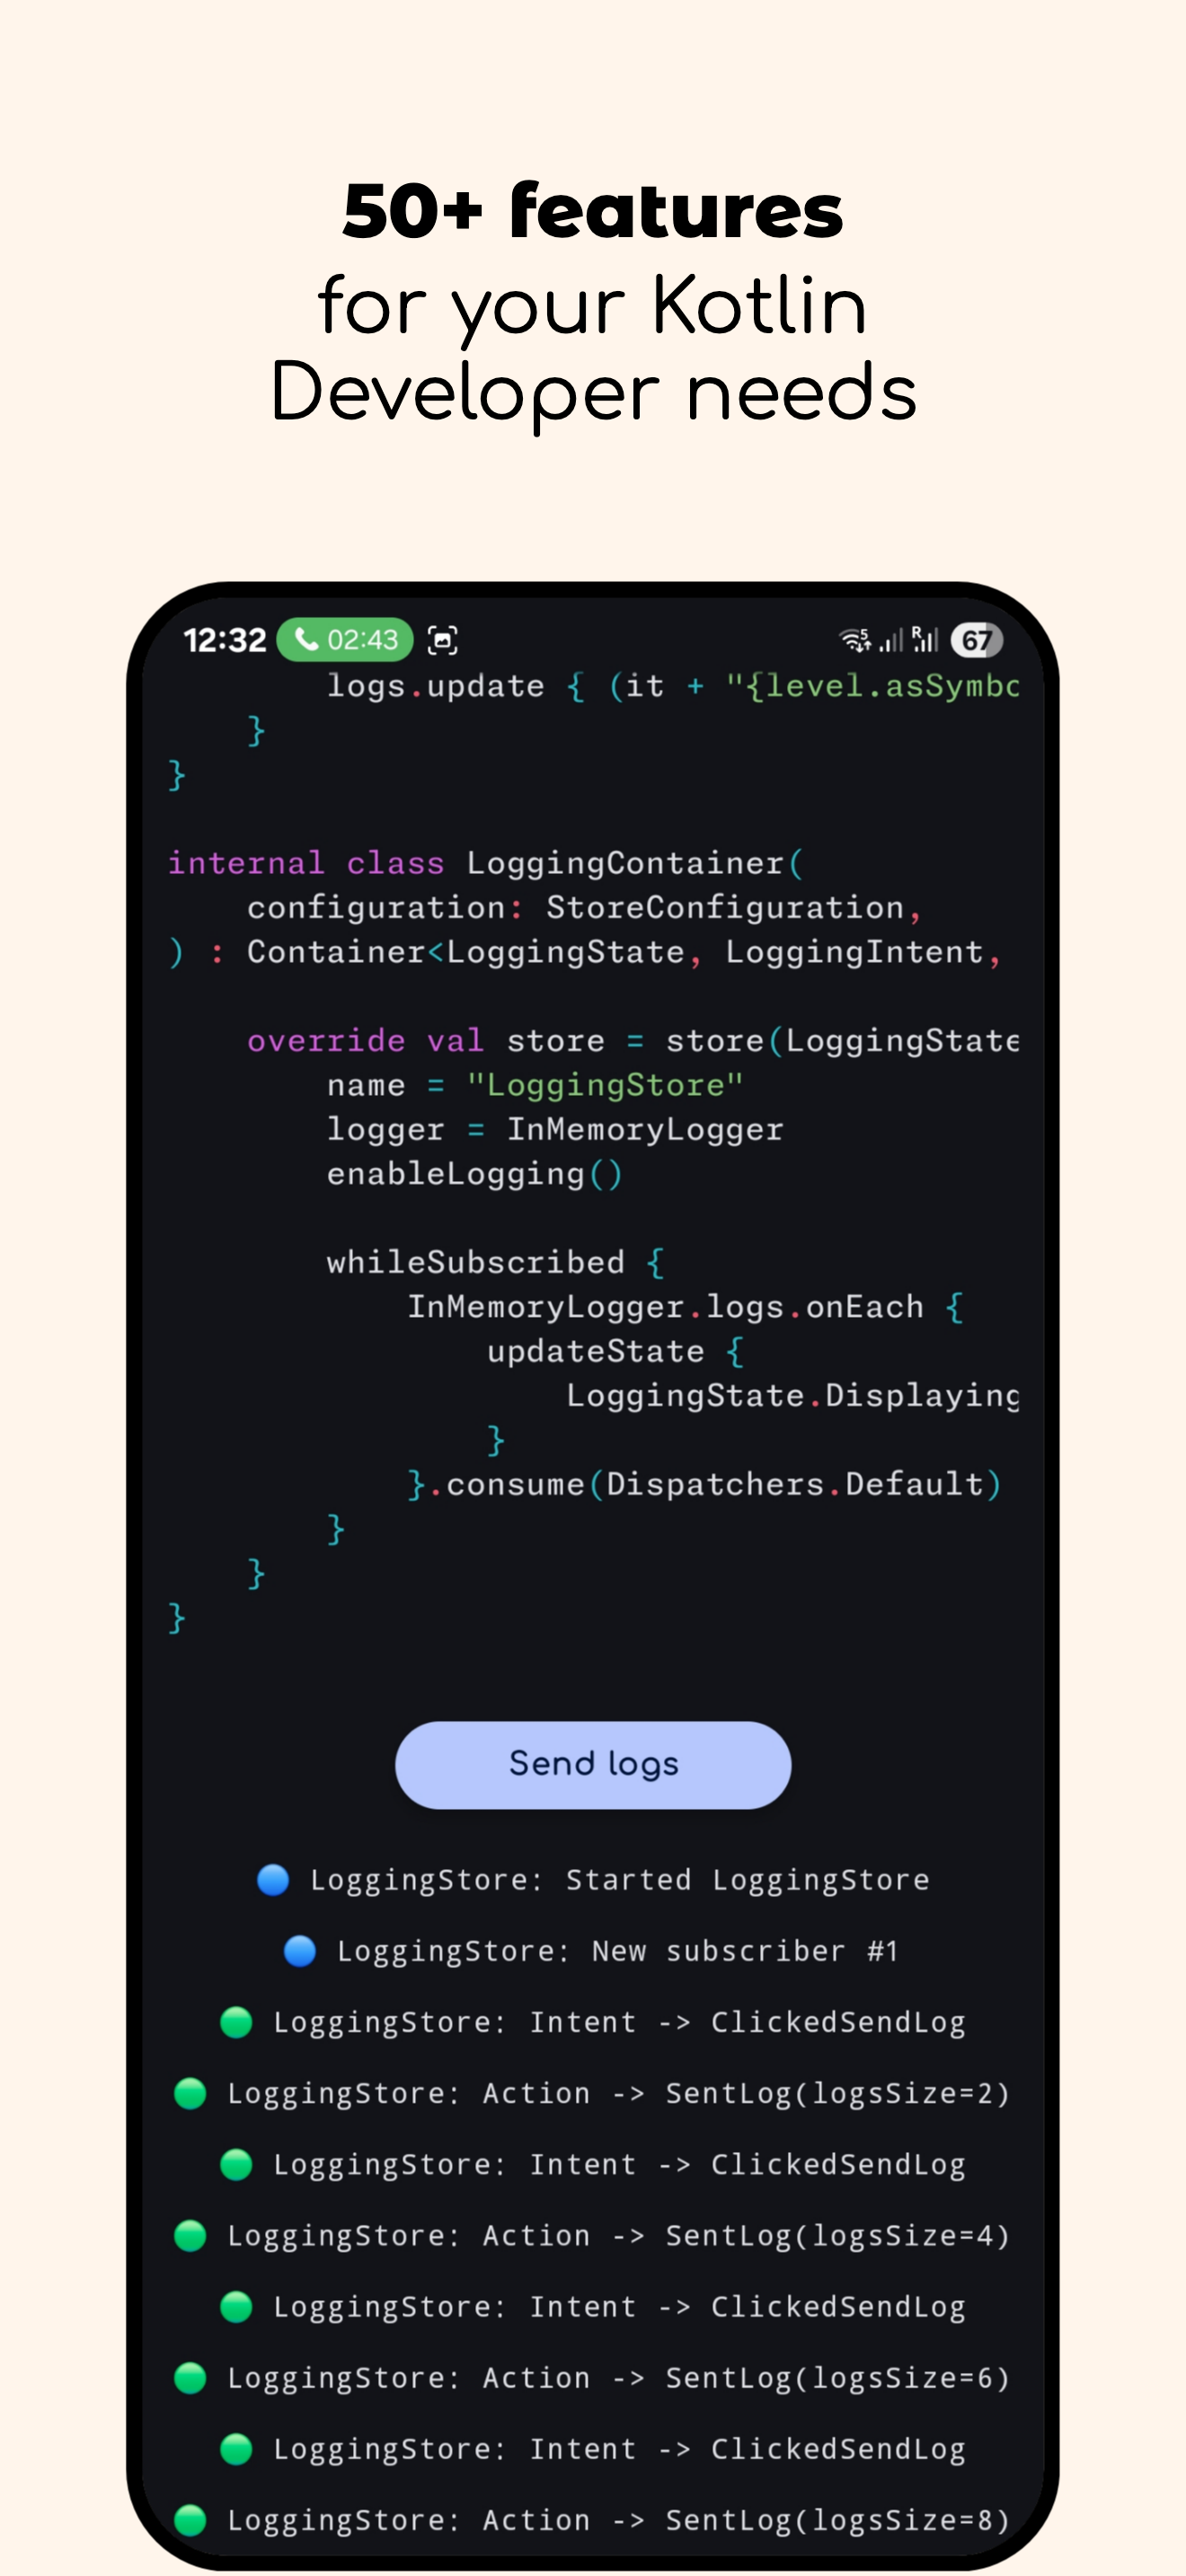 50+ features
for your Kotlin
Developer needs
12:32 02:43 5 R 67
logs.update { (it + "{level.asSymbo
}
}
internal class LoggingContainer(
configuration: StoreConfiguration,
) : Container<LoggingState, LoggingIntent,
override val store = store(LoggingState
name = "LoggingStore"
logger = InMemoryLogger
enableLogging()
whileSubscribed {
InMemoryLogger.logs.onEach {
updateState {
LoggingState.Displaying
}
}.consume(Dispatchers.Default)
}
}
}
Send logs
LoggingStore: Started LoggingStore
LoggingStore: New subscriber #1
LoggingStore: Intent -> ClickedSendLog
LoggingStore: Action -> SentLog(logsSize=2)
LoggingStore: Intent -> ClickedSendLog
LoggingStore: Action -> SentLog(logsSize=4)
LoggingStore: Intent -> ClickedSendLog
LoggingStore: Action -> SentLog(logsSize=6)
LoggingStore: Intent -> ClickedSendLog
LoggingStore: Action -> SentLog(logsSize=8)